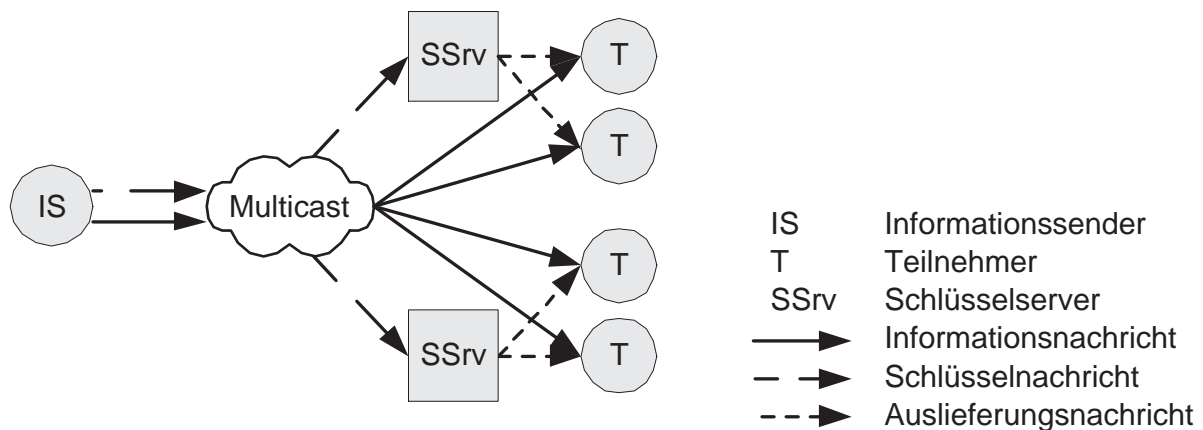 SSrv
T
T
IS
Multicast
T
SSrv
T
IS Informationssender
T Teilnehmer
SSrv Schlüsselserver
Informationsnachricht
Schlüsselnachricht
Auslieferungsnachricht